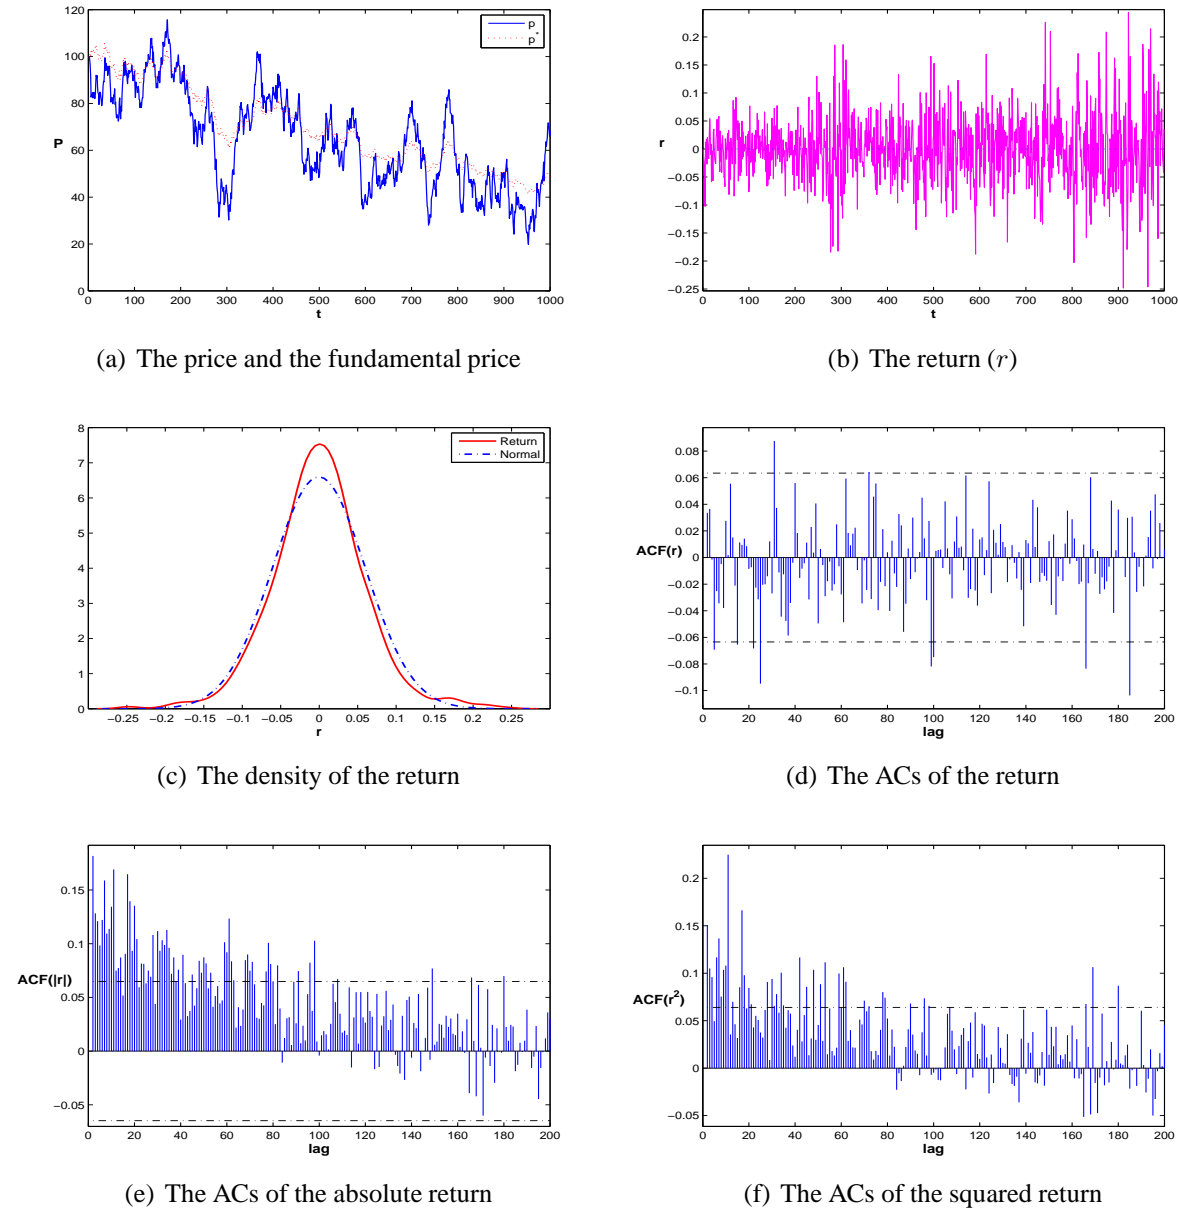 120
100
80
60
40
20
0
P
p
p*
0 100 200 300 400 500 600 700 800 900 1000
t
(a) The price and the fundamental price
0.2
0.15
0.1
0.05
0
−0.05
−0.1
−0.15
−0.2
−0.25
r
0 100 200 300 400 500 600 700 800 900 1000
t
(b) The return (r)
8
7
6
5
4
3
2
1
0
Return
Normal
−0.25 −0.2 −0.15 −0.1 −0.05 0 0.05 0.1 0.15 0.2 0.25
r
(c) The density of the return
0.08
0.06
0.04
0.02
0
−0.02
−0.04
−0.06
−0.08
−0.1
ACF(r)
0 20 40 60 80 100 120 140 160 180 200
lag
(d) The ACs of the return
0.15
0.1
0.05
0
−0.05
ACF(|r|)
0 20 40 60 80 100 120 140 160 180 200
lag
(e) The ACs of the absolute return
0.2
0.15
0.1
0.05
0
−0.05
ACF(r²)
0 20 40 60 80 100 120 140 160 180 200
lag
(f) The ACs of the squared return